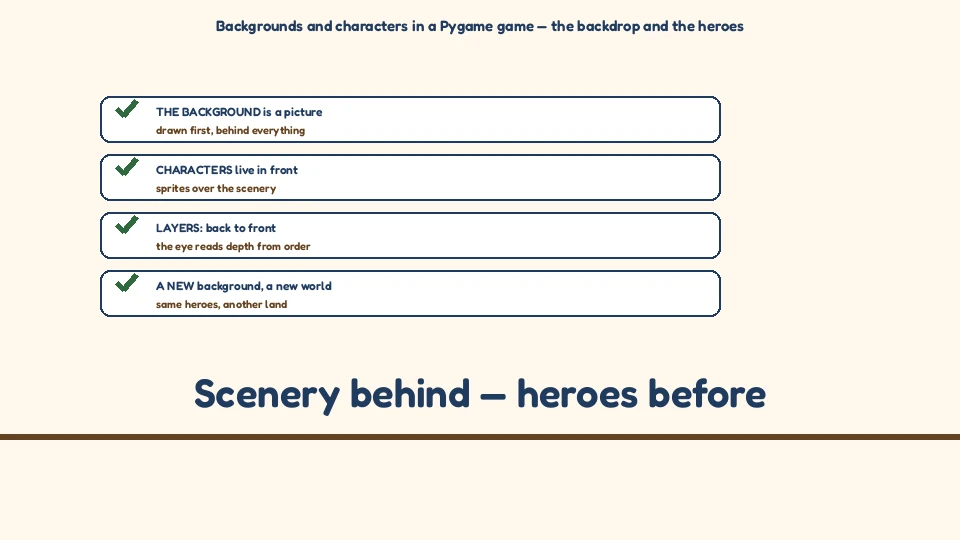 Backgrounds and characters in a Pygame game — the backdrop and the heroes
THE BACKGROUND is a picture
drawn first, behind everything
CHARACTERS live in front
sprites over the scenery
LAYERS: back to front
the eye reads depth from order
A NEW background, a new world
same heroes, another land
Scenery behind — heroes before